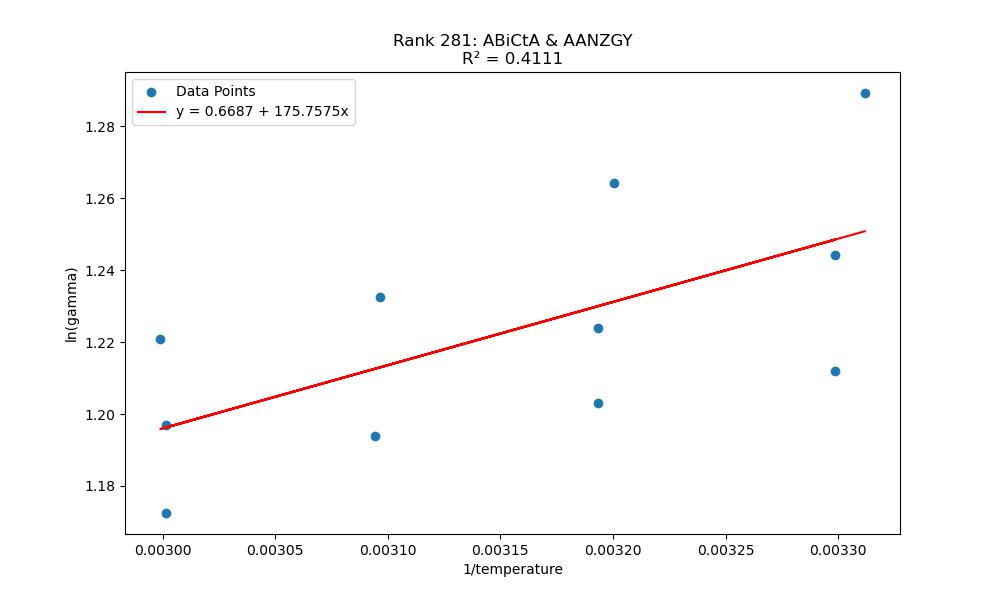 Rank 281: ABiCtA & AANZGY
R² = 0.4111
Data Points
y = 0.6687 + 175.7575x
1.28
1.26
1.24
1.22
1.20
1.18
ln(gamma)
0.00300 0.00305 0.00310 0.00315 0.00320 0.00325 0.00330
1/temperature